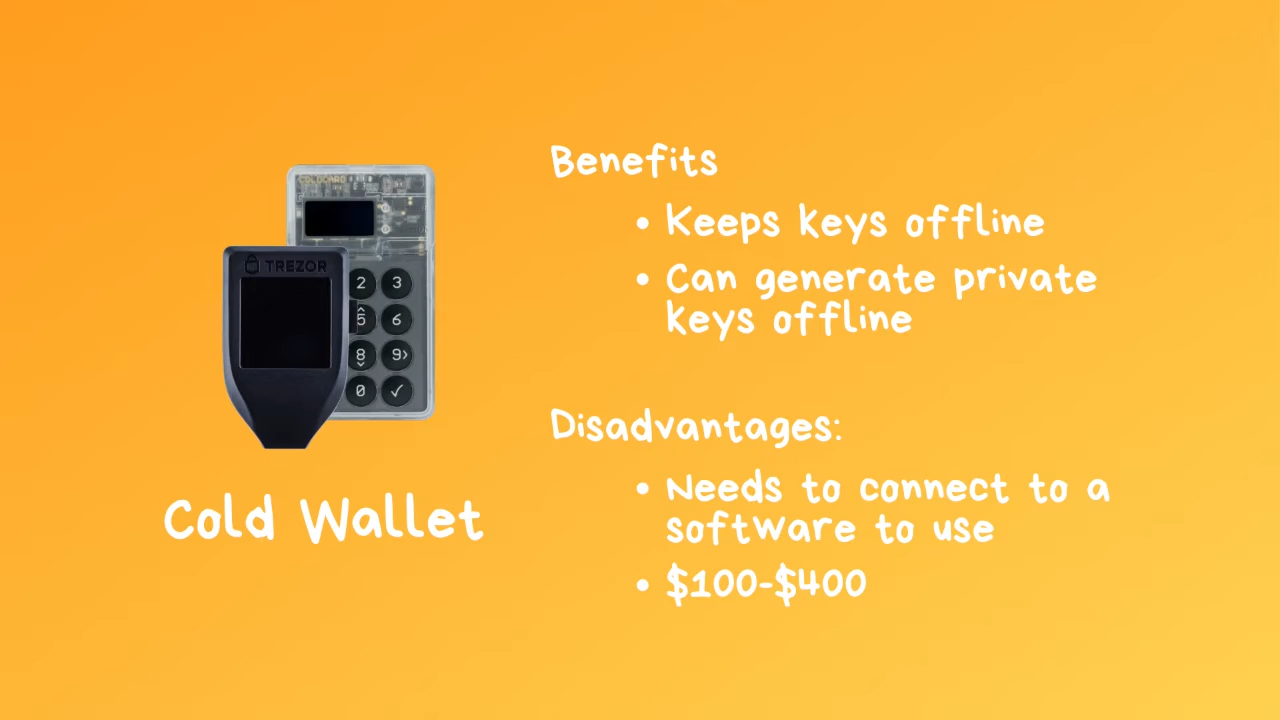 Benefits
• Keeps keys offline
• Can generate private
keys offline
COLDCARD
TREZOR
2 3
5 6
8 9›
0 ✓
Cold Wallet
Disadvantages:
• Needs to connect to a
software to use
• $100-$400